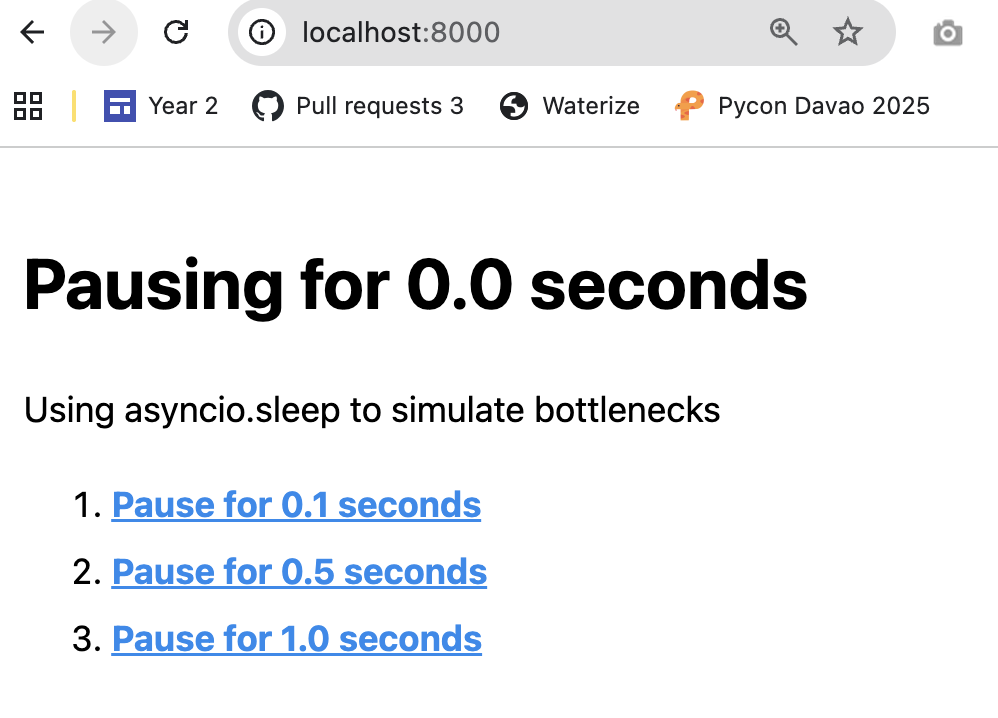 localhost:8000
Year 2 Pull requests 3 Waterize Pycon Davao 2025
Pausing for 0.0 seconds
Using asyncio.sleep to simulate bottlenecks
1. Pause for 0.1 seconds
2. Pause for 0.5 seconds
3. Pause for 1.0 seconds